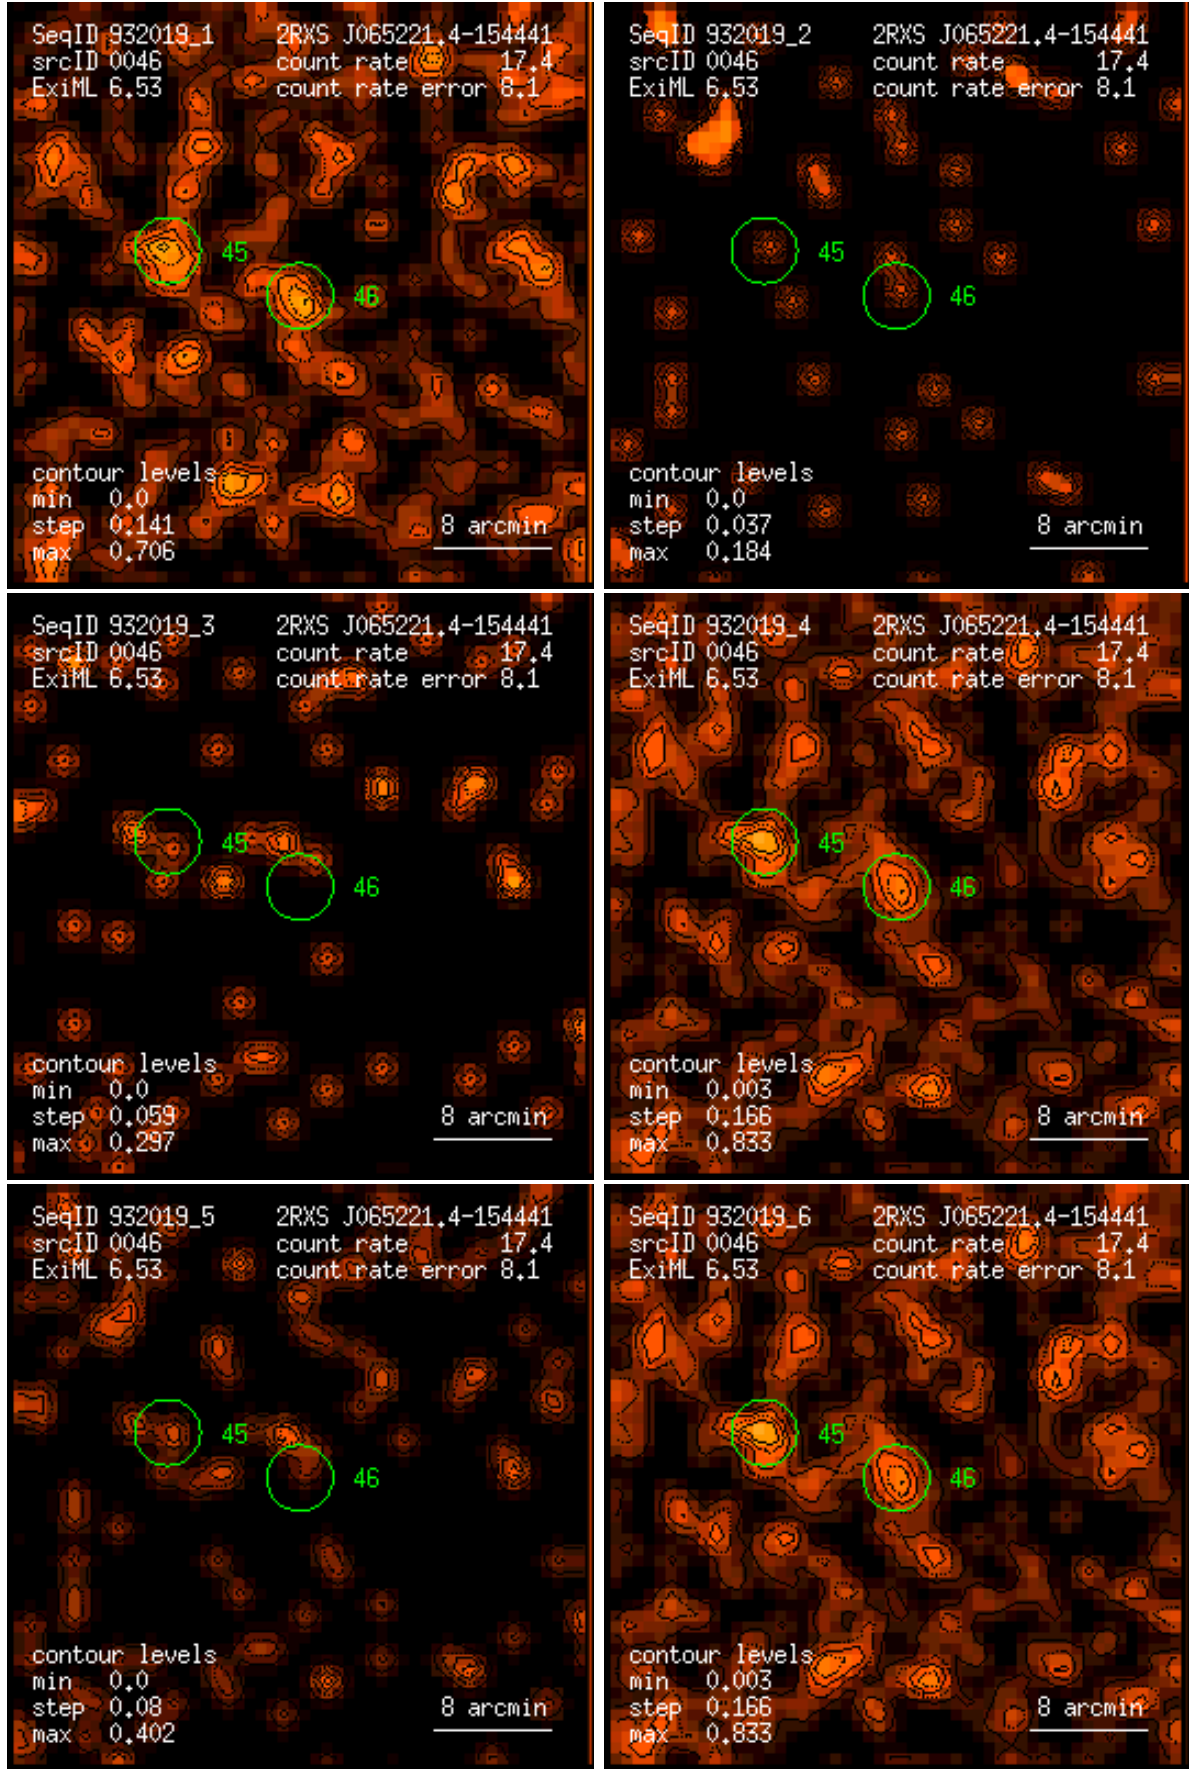 SeqID 932019_1 2RXS J065221.4-154441
srcID 0046 count rate 17.4
ExiML 6.53 count rate error 8.1
45
46
contour levels
min 0.0
step 0.141
max 0.706
8 arcmin
SeqID 932019_2 2RXS J065221.4-154441
srcID 0046 count rate 17.4
ExiML 6.53 count rate error 8.1
45
46
contour levels
min 0.0
step 0.037
max 0.184
8 arcmin
SeqID 932019_3 2RXS J065221.4-154441
srcID 0046 count rate 17.4
ExiML 6.53 count rate error 8.1
45
46
contour levels
min 0.0
step 0.059
max 0.297
8 arcmin
SeqID 932019_4 2RXS J065221.4-154441
srcID 0046 count rate 17.4
ExiML 6.53 count rate error 8.1
45
46
contour levels
min 0.003
step 0.166
max 0.833
8 arcmin
SeqID 932019_5 2RXS J065221.4-154441
srcID 0046 count rate 17.4
ExiML 6.53 count rate error 8.1
45
46
contour levels
min 0.0
step 0.08
max 0.402
8 arcmin
SeqID 932019_6 2RXS J065221.4-154441
srcID 0046 count rate 17.4
ExiML 6.53 count rate error 8.1
45
46
contour levels
min 0.003
step 0.166
max 0.833
8 arcmin